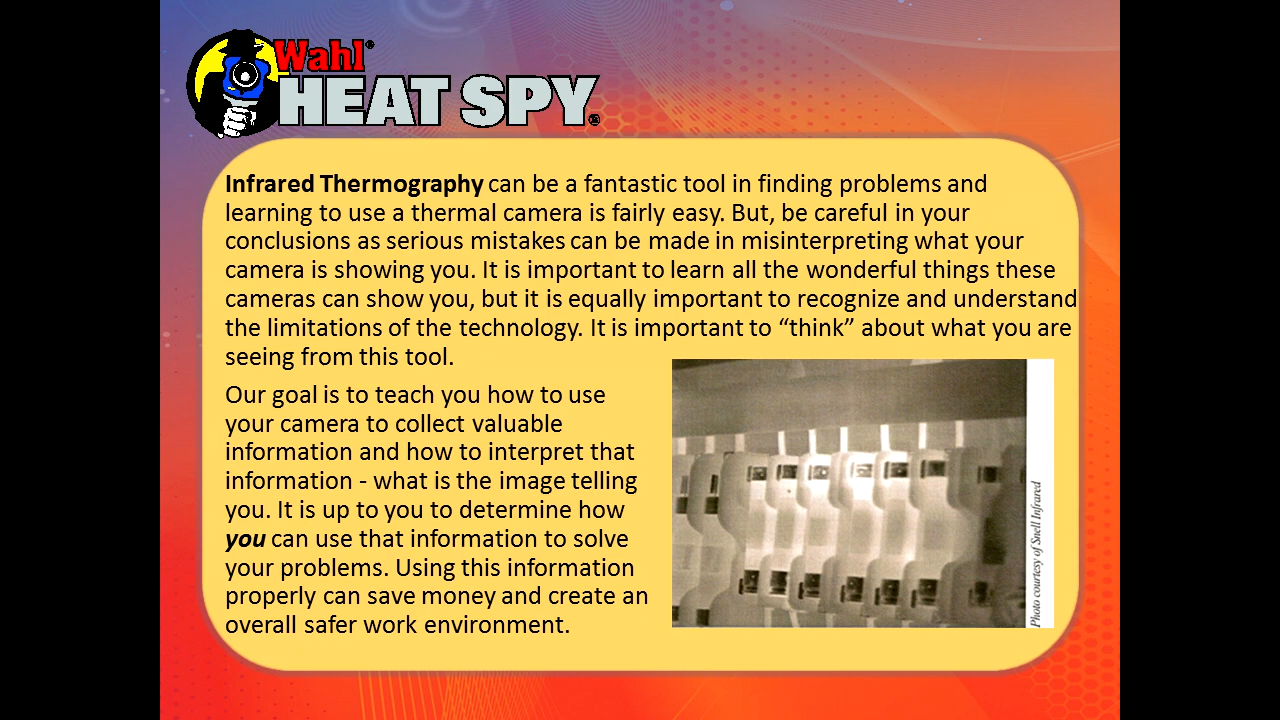 Wahl®
HEAT SPY®
Infrared Thermography can be a fantastic tool in finding problems and
learning to use a thermal camera is fairly easy. But, be careful in your
conclusions as serious mistakes can be made in misinterpreting what your
camera is showing you. It is important to learn all the wonderful things these
cameras can show you, but it is equally important to recognize and understand
the limitations of the technology. It is important to “think” about what you are
seeing from this tool.
Our goal is to teach you how to use
your camera to collect valuable
information and how to interpret that
information - what is the image telling
you. It is up to you to determine how
you can use that information to solve
your problems. Using this information
properly can save money and create an
overall safer work environment.
Photo courtesy of Snell Infrared